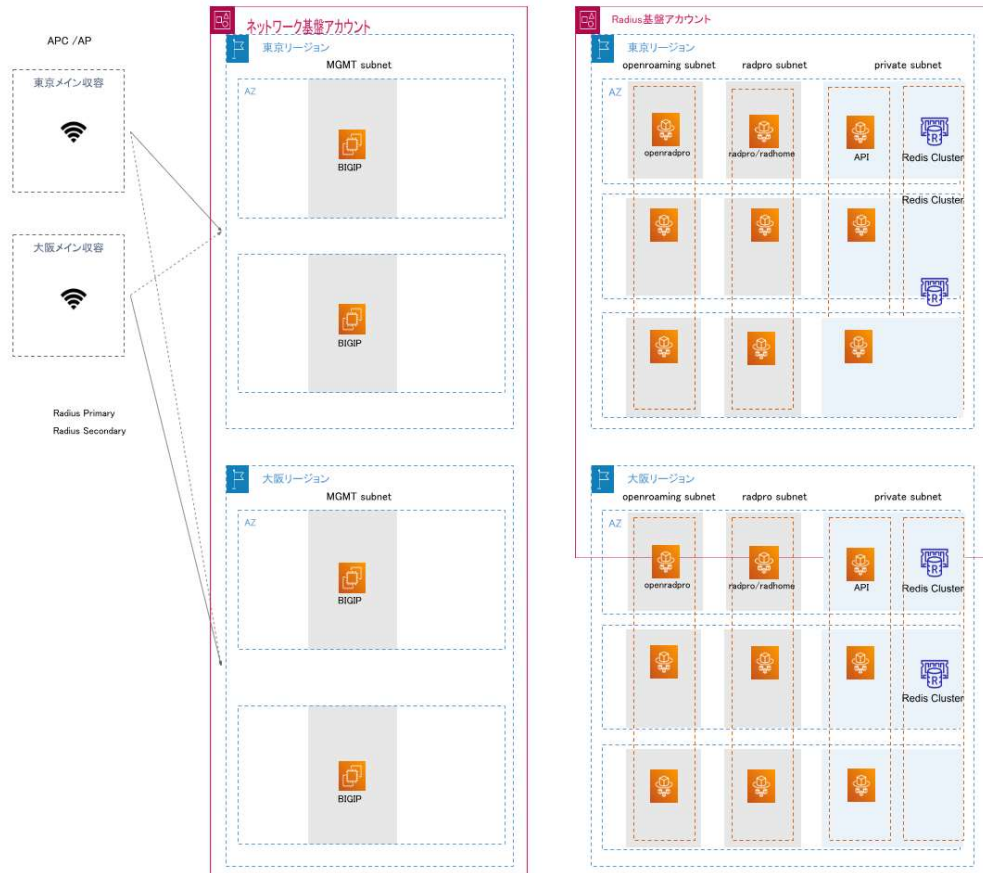 APC /AP
東京メイン収容
大阪メイン収容
Radius Primary
Radius Secondary
ネットワーク基盤アカウント
東京リージョン
MGMT subnet
AZ
BIGIP
BIGIP
大阪リージョン
MGMT subnet
AZ
BIGIP
BIGIP
Radius基盤アカウント
東京リージョン
openroaming subnet
radpro subnet
private subnet
AZ
openradpro
radpro/radhome
API
Redis Cluster
Redis Cluster
大阪リージョン
openroaming subnet
radpro subnet
private subnet
AZ
openradpro
radpro/radhome
API
Redis Cluster
Redis Cluster